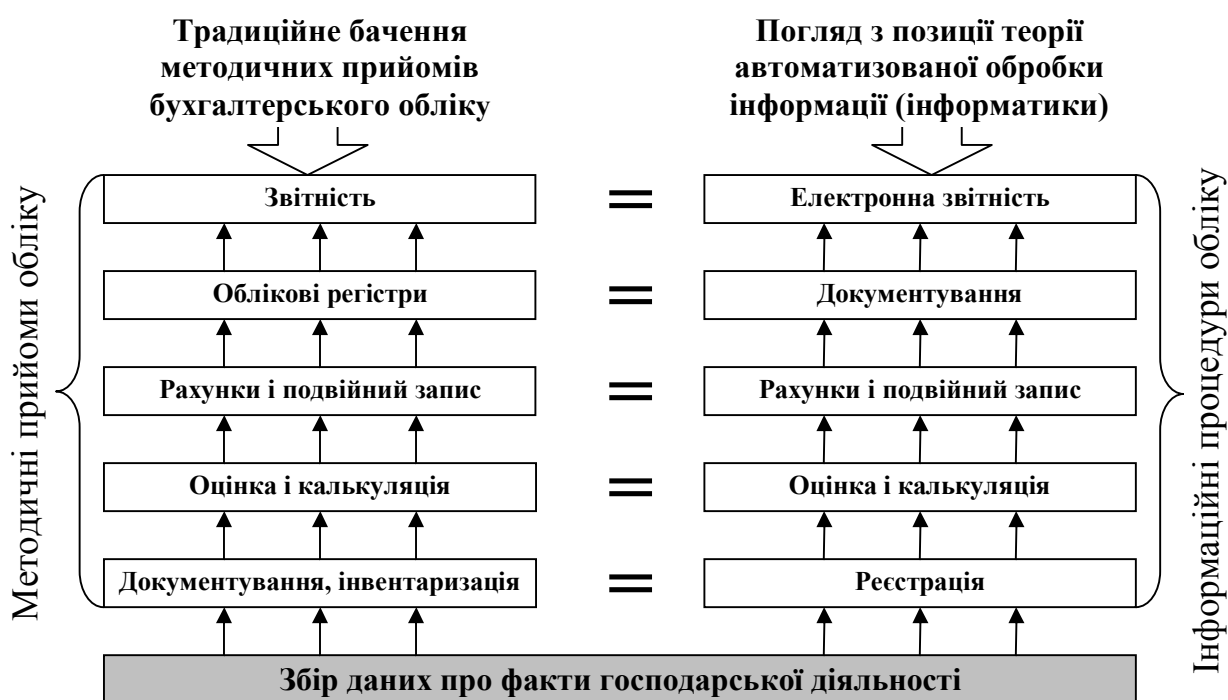 Традиційне бачення
методичних прийомів
бухгалтерського обліку
Погляд з позиції теорії
автоматизованої обробки
інформації (інформатики)
Методичні прийоми обліку
Звітність
=
Електронна звітність
Облікові регістри
=
Документування
Рахунки і подвійний запис
=
Рахунки і подвійний запис
Оцінка і калькуляція
=
Оцінка і калькуляція
Документування, інвентаризація
=
Реєстрація
Інформаційні процедури обліку
Збір даних про факти господарської діяльності